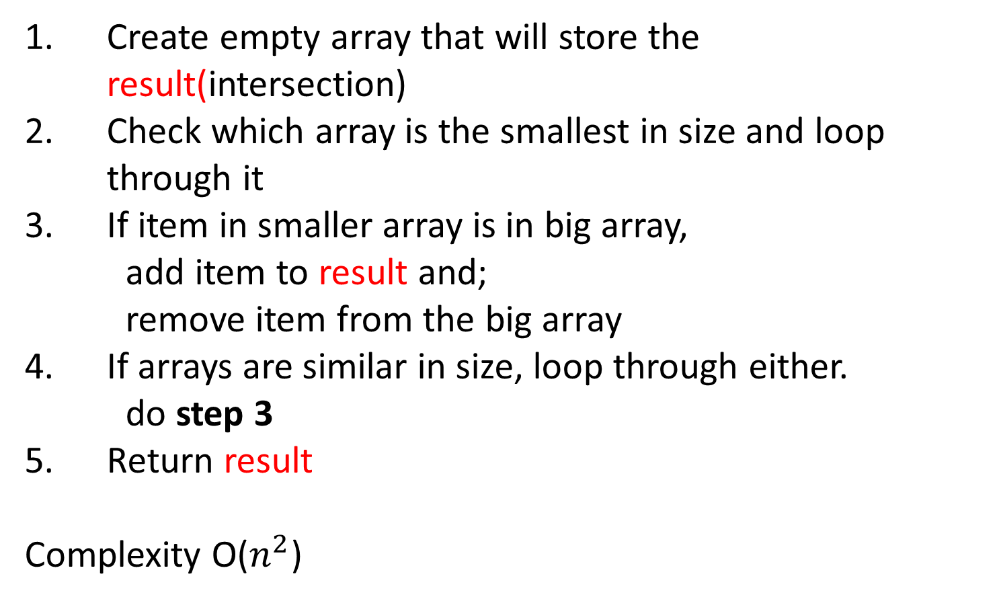 1. Create empty array that will store the
result(intersection)
2. Check which array is the smallest in size and loop
through it
3. If item in smaller array is in big array,
add item to result and;
remove item from the big array
4. If arrays are similar in size, loop through either.
do step 3
5. Return result
Complexity O(n²)